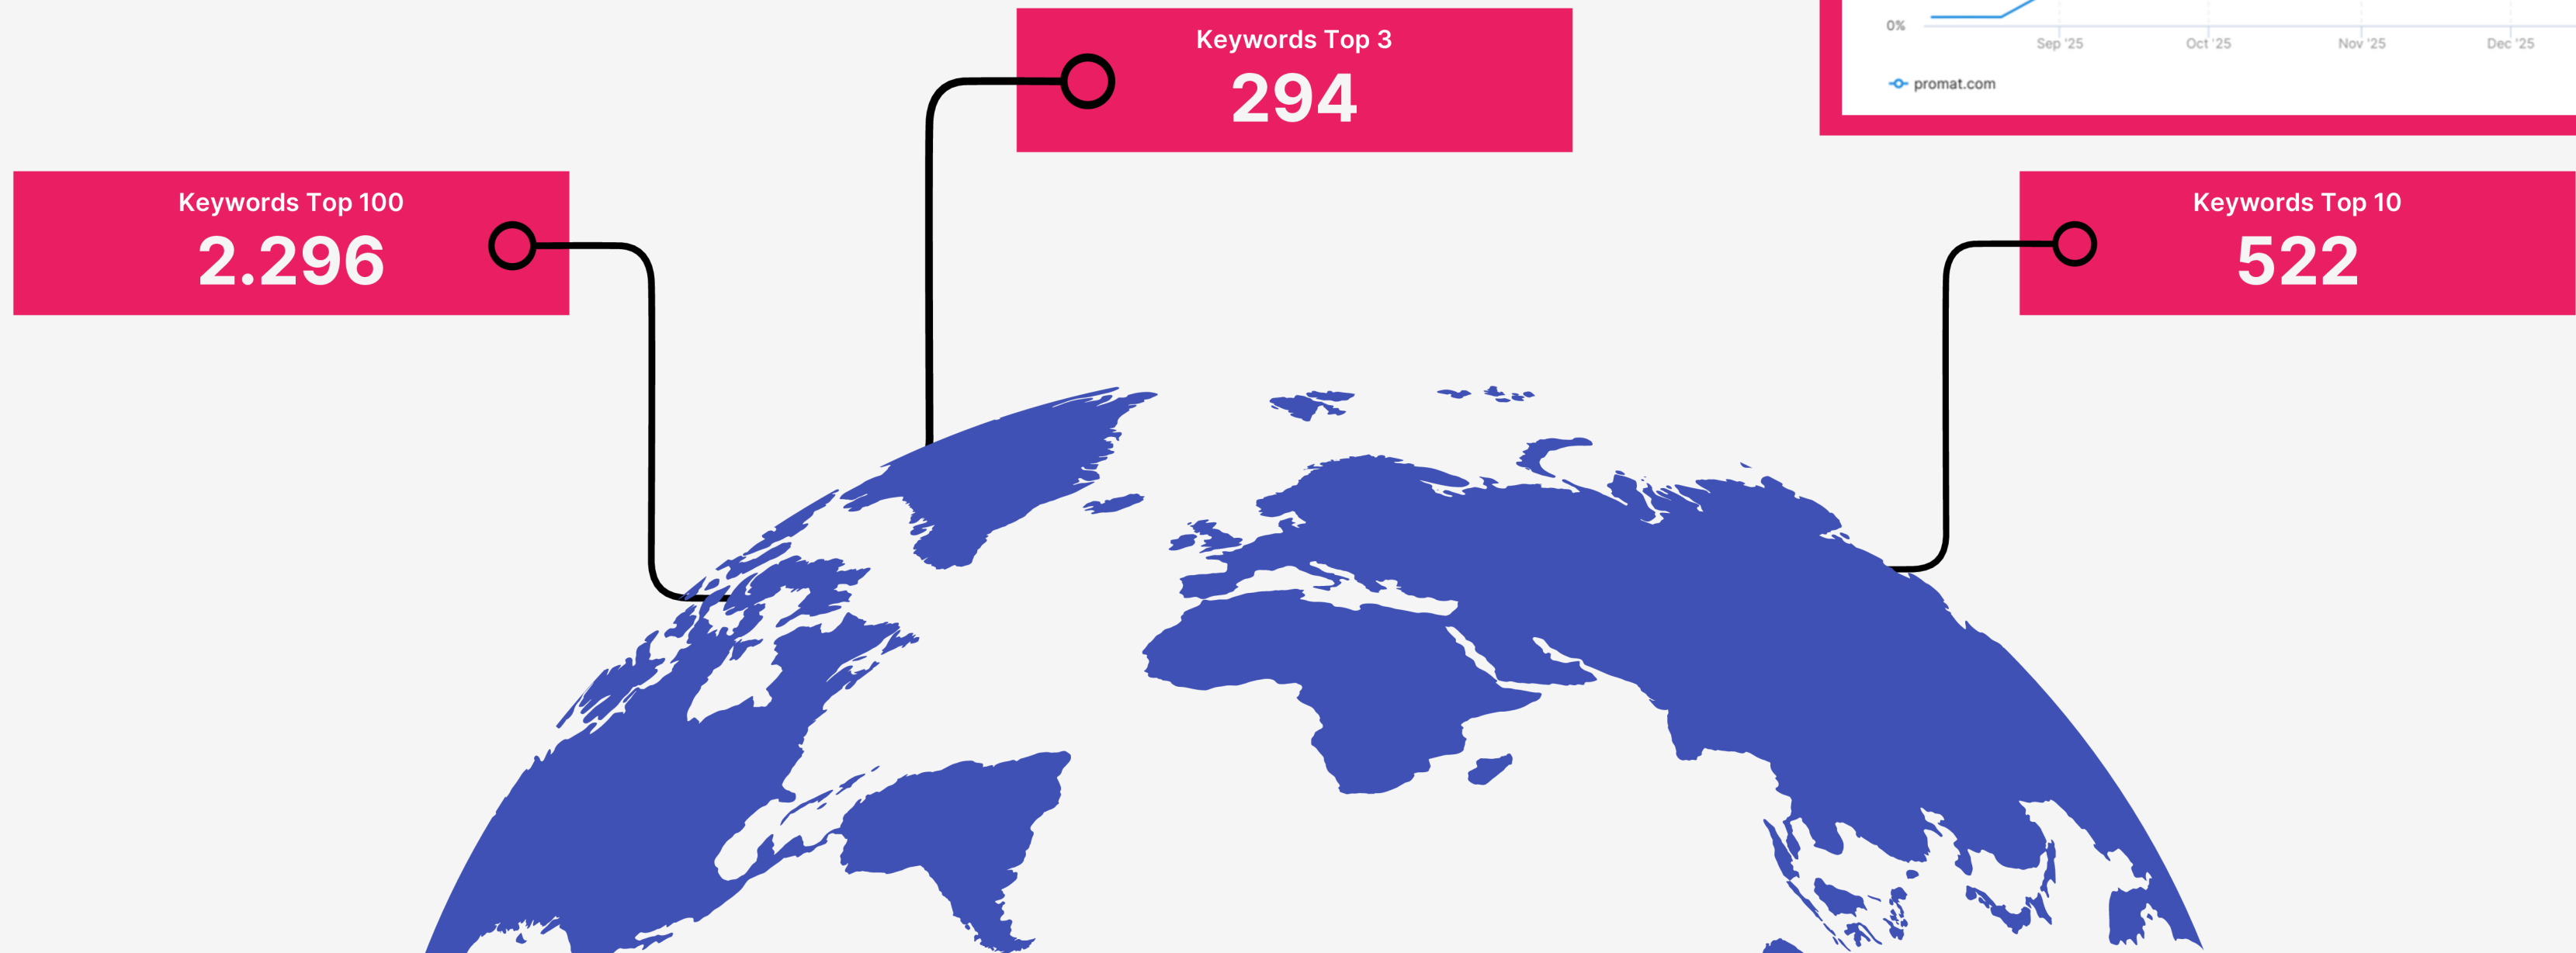 Keywords Top 3
294
0%
Sep '25 Oct '25 Nov '25 Dec '25
promat.com
Keywords Top 100
2.296
Keywords Top 10
522